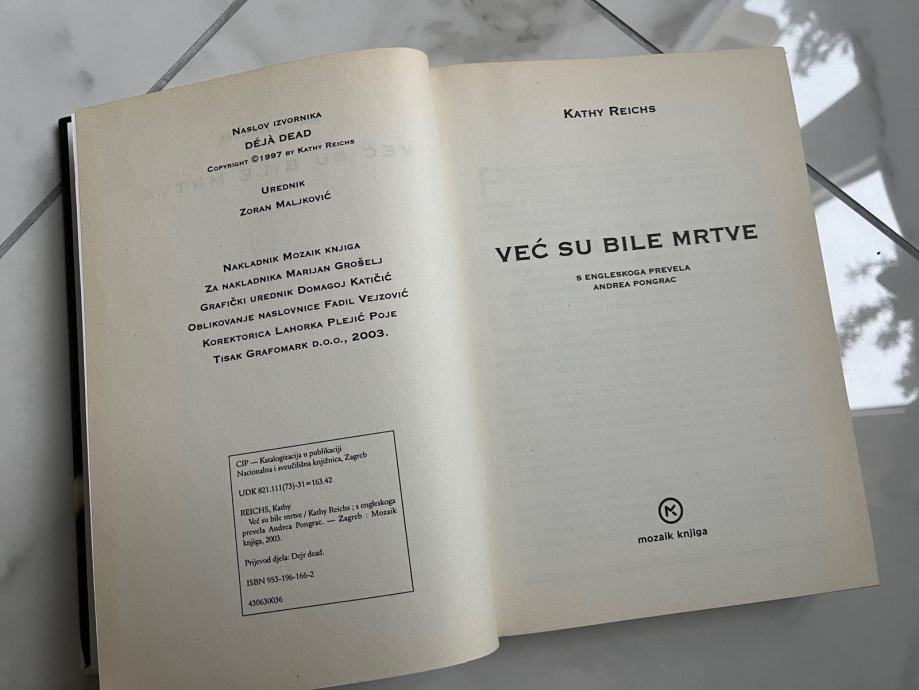 NASLOV IZVORNIKA
DÉJÀ DEAD
COPYRIGHT ©1997 BY KATHY REICHS
UREDNIK
ZORAN MALJKOVIĆ
NAKLADNIK MOZAIK KNJIGA
ZA NAKLADNIKA MARIJAN GROŠELJ
GRAFIČKI UREDNIK DOMAGOJ KATIČIĆ
OBLIKOVANJE NASLOVNICE FADIL VEJZOVIĆ
KOREKTORICA LAHORKA PLEJIĆ POJE
TISAK GRAFOMARK D.O.O., 2003.
CIP — Katalogizacija u publikaciji
Nacionalna i sveučilišna knjižnica, Zagreb
UDK 821.111(73)-31=163.42
REICHS, Kathy
Već su bile mrtve / Kathy Reichs ; s engleskoga
prevela Andrea Pongrac. — Zagreb : Mozaik
knjiga, 2003.
Prijevod djela: Dejr dead.
ISBN 953-196-166-2
430630036
KATHY REICHS
VEĆ SU BILE MRTVE
S ENGLESKOGA PREVELA
ANDREA PONGRAC
mozaik knjiga